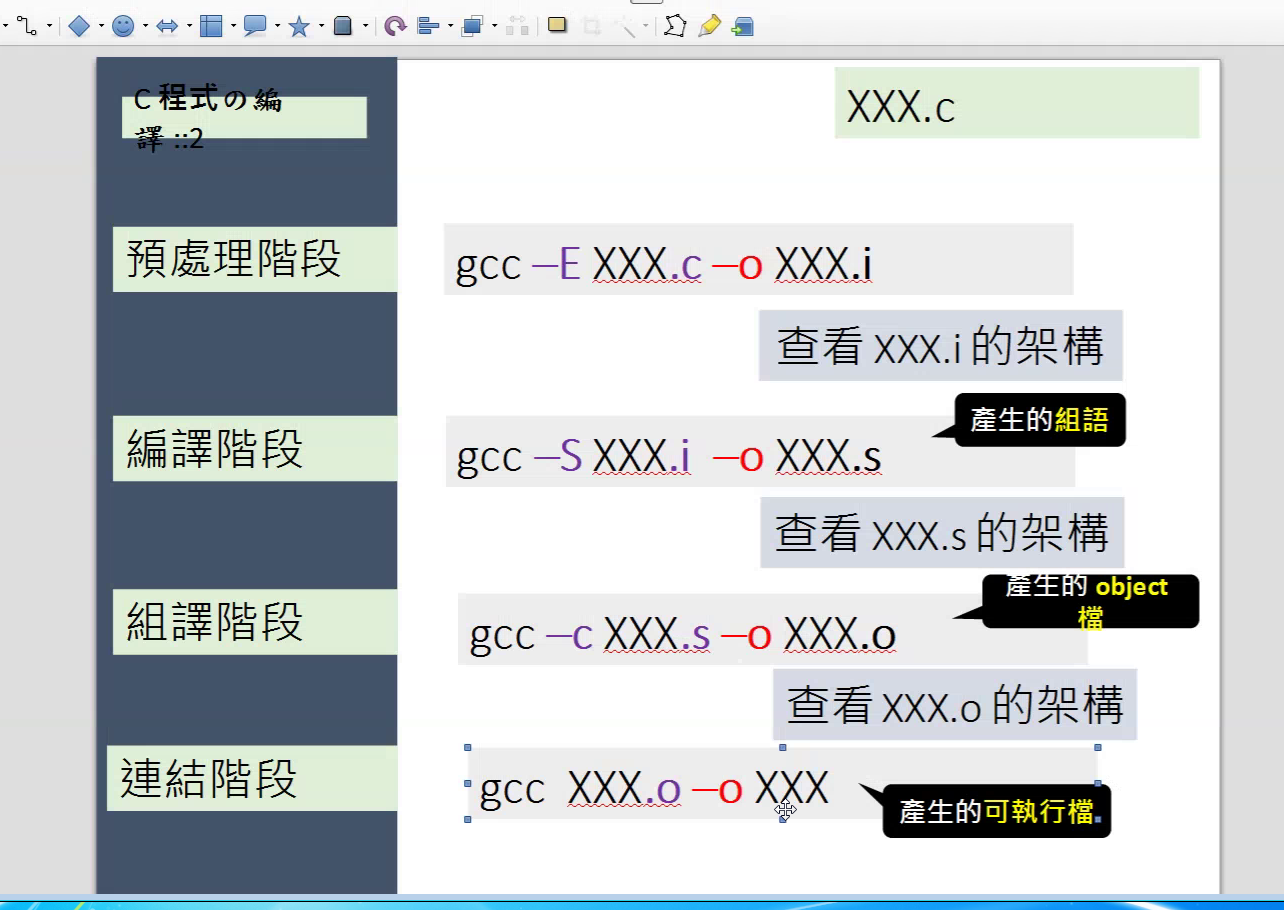 C 程式の編
譯 ::2
XXX.c
預處理階段
gcc –E XXX.c –o XXX.i
查看 XXX.i 的架構
產生的組語
編譯階段
gcc –S XXX.i –o XXX.s
查看 XXX.s 的架構
產生的 object
檔
組譯階段
gcc –c XXX.s –o XXX.o
查看 XXX.o 的架構
連結階段
gcc XXX.o –o XXX
產生的可執行檔.